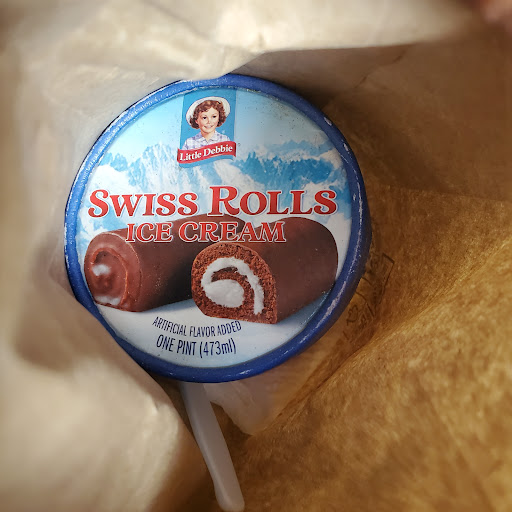 Little Debbie
SWISS ROLLS
ICE CREAM
ARTIFICIAL FLAVOR ADDED
ONE PINT (473ml)